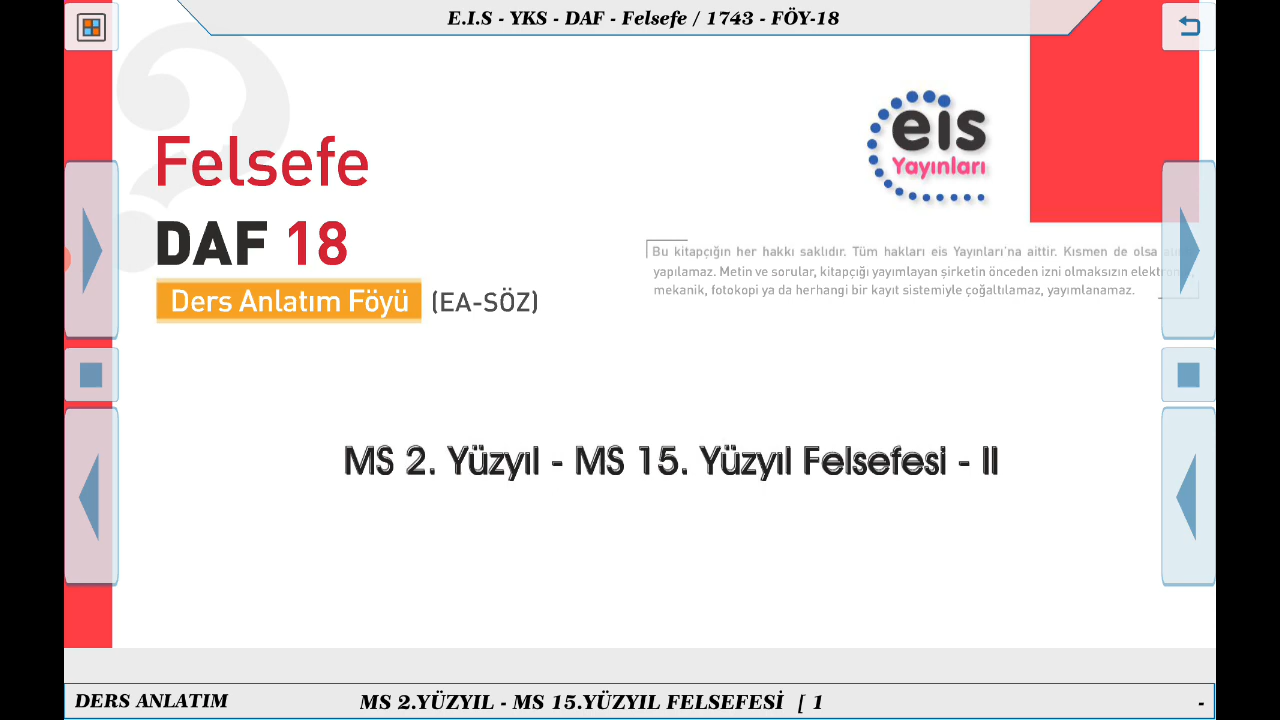 E.I.S - YKS - DAF - Felsefe / 1743 - FÖY-18
eis
Yayınları
Felsefe
DAF 18
Ders Anlatım Föyü (EA-SÖZ)
Bu kitapçığın her hakkı saklıdır. Tüm hakları eis Yayınları'na aittir. Kısmen de olsa
yapılamaz. Metin ve sorular, kitapçığı yayımlayan şirketin önceden izni olmaksızın
mekanik, fotokopi ya da herhangi bir kayıt sistemiyle çoğaltılamaz, yayımlanamaz.
MS 2. Yüzyıl - MS 15. Yüzyıl Felsefesi - II
DERS ANLATIM MS 2.YÜZYIL - MS 15.YÜZYIL FELSEFESİ [ 1 -